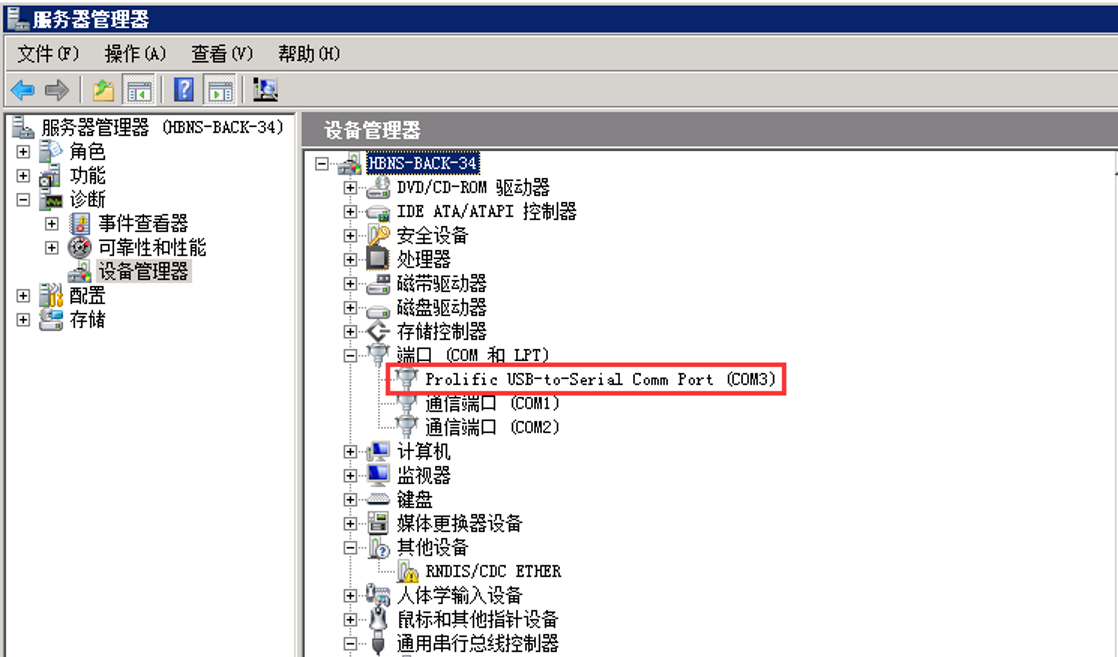 服务器管理器
文件(F) 操作(A) 查看(V) 帮助(H)
服务器管理器 (HBNS-BACK-34)
角色
功能
诊断
事件查看器
可靠性和性能
设备管理器
配置
存储
设备管理器
HBNS-BACK-34
DVD/CD-ROM 驱动器
IDE ATA/ATAPI 控制器
安全设备
处理器
磁带驱动器
磁盘驱动器
存储控制器
端口 (COM 和 LPT)
Prolific USB-to-Serial Comm Port (COM3)
通信端口 (COM1)
通信端口 (COM2)
计算机
监视器
键盘
媒体更换器设备
其他设备
RNDIS/CDC ETHER
人体学输入设备
鼠标和其他指针设备
通用串行总线控制器